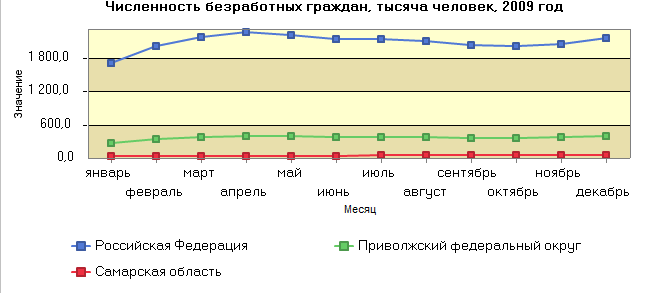 Численность безработных граждан, тысяча человек, 2009 год
Значение
1 800,0
1 200,0
600,0
0,0
январь март май июль сентябрь ноябрь
февраль апрель июнь август октябрь декабрь
Месяц
Российская Федерация Приволжский федеральный округ
Самарская область